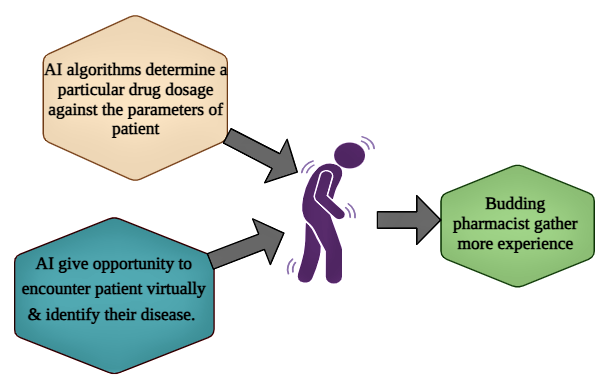 AI algorithms determine a
particular drug dosage
against the parameters of
patient
AI give opportunity to
encounter patient virtually
& identify their disease.
Budding
pharmacist gather
more experience